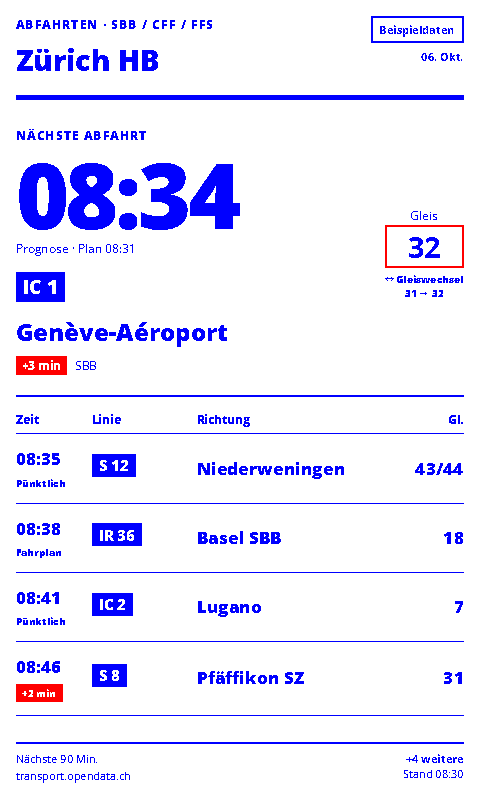 ABFAHRTEN · SBB / CFF / FFS
Beispieldaten
Zürich HB
06. Okt.
NÄCHSTE ABFAHRT
08:34
Gleis
32
Prognose · Plan 08:31
↔ Gleiswechsel
31 → 32
IC 1
Genève-Aéroport
+3 min SBB
Zeit Linie Richtung Gl.
08:35 S 12 Niederweningen 43/44
Pünktlich
08:38 IR 36 Basel SBB 18
Fahrplan
08:41 IC 2 Lugano 7
Pünktlich
08:46 S 8 Pfäffikon SZ 31
+2 min
Nächste 90 Min. +4 weitere
transport.opendata.ch Stand 08:30